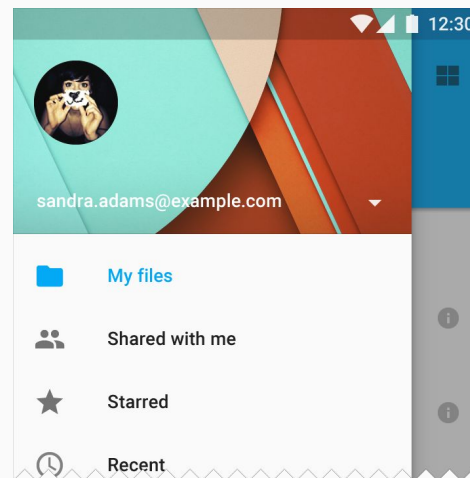 12:30
sandra.adams@example.com
My files
Shared with me
Starred
Recent